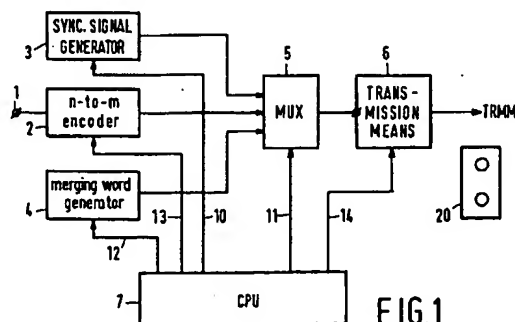 SYNC. SIGNAL
GENERATOR
3
5
6
1
n-to-m
encoder
2
MUX
TRANS-
MISSION
MEANS
TRMM
merging word
generator
4
13
10
11
14
20
12
7
CPU
FIG.1